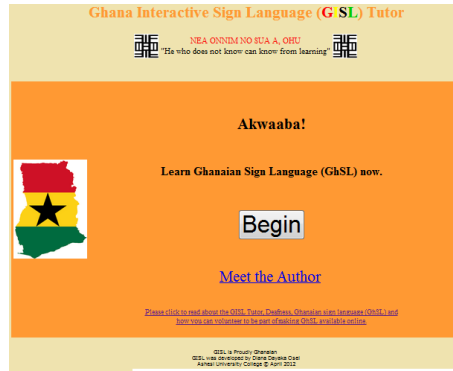 Ghana Interactive Sign Language (GISL) Tutor
NEA ONNIM NO SUA A, OHU
"He who does not know can know from learning"
Akwaaba!
Learn Ghanaian Sign Language (GhSL) now.
Begin
Meet the Author
Please click to read about the GISL Tutor, Deafness, Ghanaian sign language (GhSL) and
how you can volunteer to be part of making GhSL available online.
GISL is Proudly Ghanaian
GISL was developed by Diana Dayaka Osei
Ashesi University College © April 2012